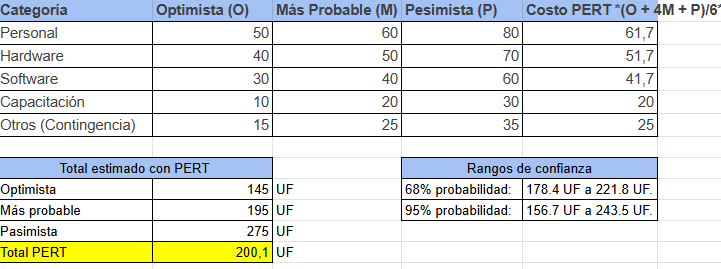 Categoría Optimista (O) Más Probable (M) Pesimista (P) Costo PERT *(O + 4M + P)/6*
Personal 50 60 80 61,7
Hardware 40 50 70 51,7
Software 30 40 60 41,7
Capacitación 10 20 30 20
Otros (Contingencia) 15 25 35 25
Total estimado con PERT Rangos de confianza
Optimista 145 UF 68% probabilidad: 178.4 UF a 221.8 UF.
Más probable 195 UF 95% probabilidad: 156.7 UF a 243.5 UF.
Pasimista 275 UF
Total PERT 200,1 UF